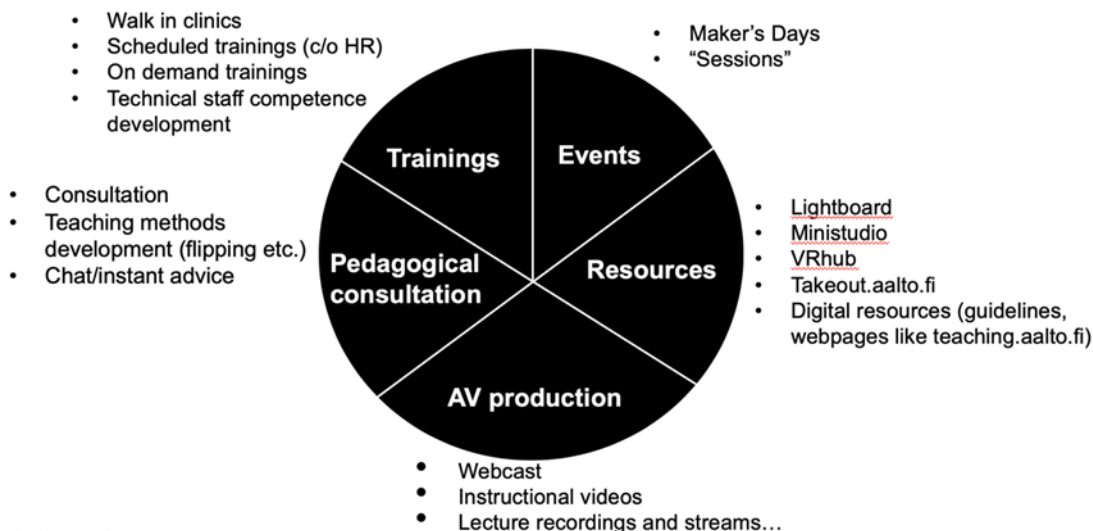 • Walk in clinics
• Scheduled trainings (c/o HR)
• On demand trainings
• Technical staff competence
development
• Maker’s Days
• “Sessions”
Trainings
Events
• Consultation
• Teaching methods
development (flipping etc.)
• Chat/instant advice
Pedagogical
consultation
Resources
• Lightboard
• Ministudio
• VRhub
• Takeout.aalto.fi
• Digital resources (guidelines,
webpages like teaching.aalto.fi)
AV production
• Webcast
• Instructional videos
• Lecture recordings and streams…